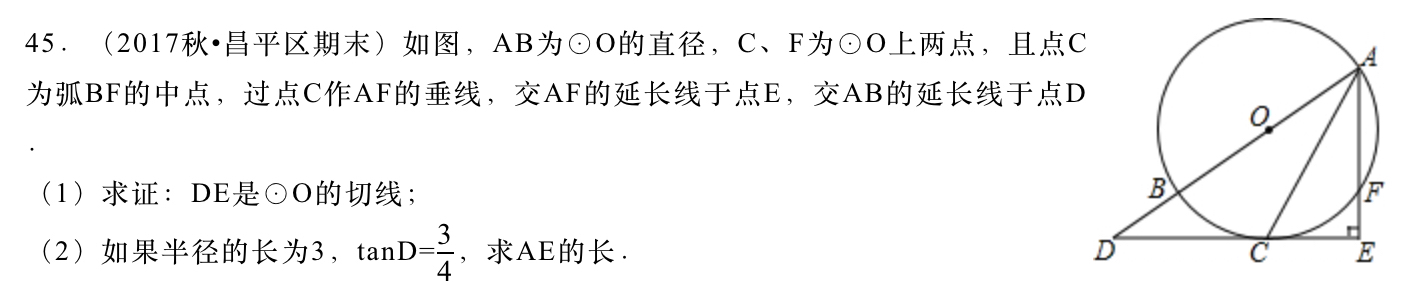 45. （2017秋•昌平区期末）如图，AB为⊙O的直径，C、F为⊙O上两点，且点C
为弧BF的中点，过点C作AF的垂线，交AF的延长线于点E，交AB的延长线于点D
.
（1）求证：DE是⊙O的切线；
（2）如果半径的长为3，tanD=3/4，求AE的长.
A
O
B
F
D
C
E